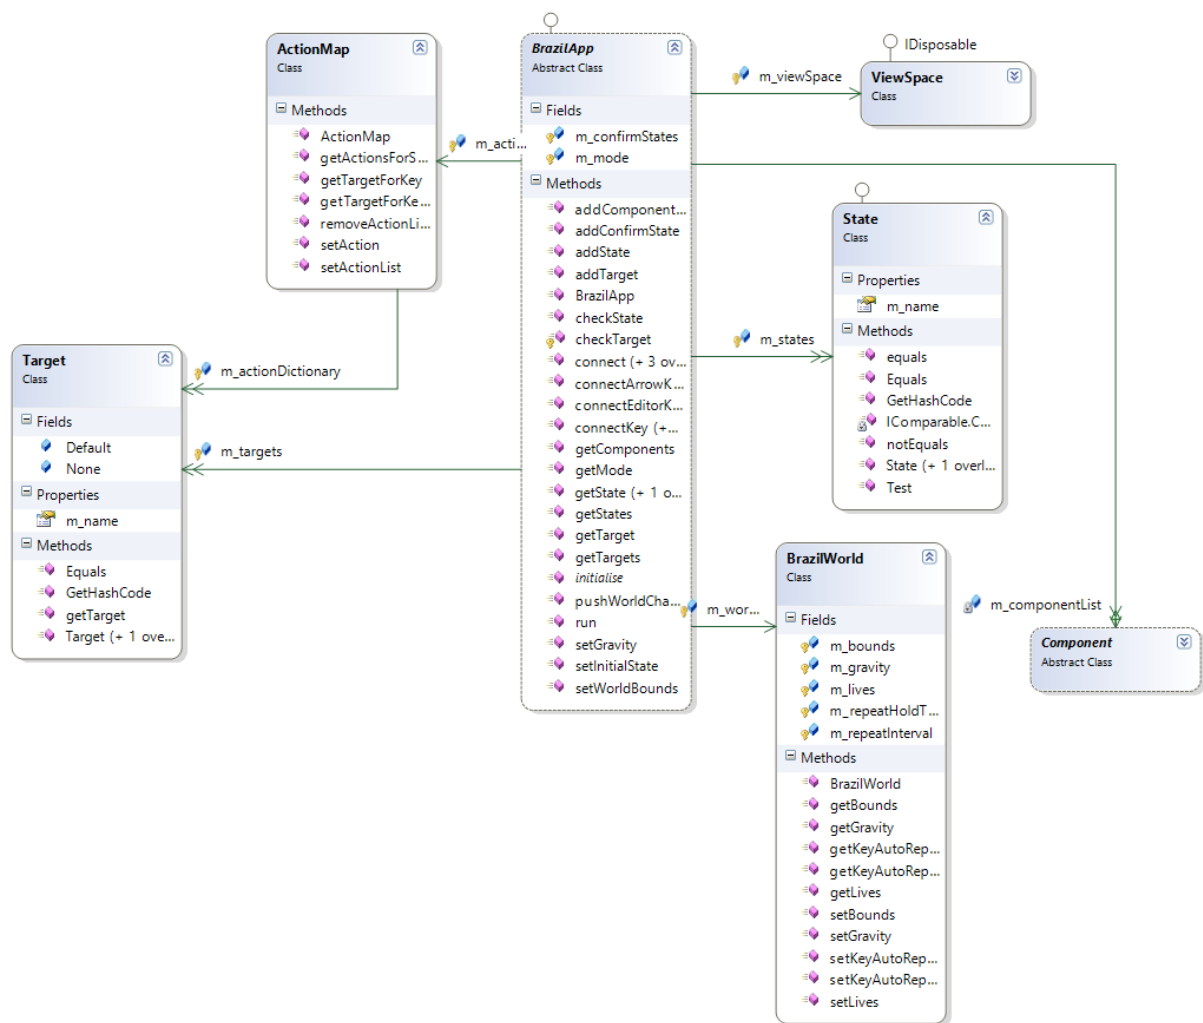 ActionMap
Class
Methods
ActionMap
getActionsForS...
getTargetForKey
getTargetForKe...
removeActionLi...
setAction
setActionList
m_acti...
BrazilApp
Abstract Class
Fields
m_confirmStates
m_mode
Methods
addComponent...
addConfirmState
addState
addTarget
BrazilApp
checkState
checkTarget
connect (+ 3 ov...
connectArrowK...
connectEditorK...
connectKey (+...
getComponents
getMode
getState (+ 1 o...
getStates
getTarget
getTargets
initialise
pushWorldCha...
run
setGravity
setInitialState
setWorldBounds
m_viewSpace
IDisposable
ViewSpace
Class
State
Class
Properties
m_name
Methods
equals
Equals
GetHashCode
IComparable.C...
notEquals
State (+ 1 overl...
Test
m_states
Target
Class
Fields
Default
None
Properties
m_name
Methods
Equals
GetHashCode
getTarget
Target (+ 1 ove...
m_actionDictionary
m_targets
m_wor...
BrazilWorld
Class
Fields
m_bounds
m_gravity
m_lives
m_repeatHoldT...
m_repeatInterval
Methods
BrazilWorld
getBounds
getGravity
getKeyAutoRep...
getKeyAutoRep...
getLives
setBounds
setGravity
setKeyAutoRep...
setKeyAutoRep...
setLives
m_componentList
Component
Abstract Class